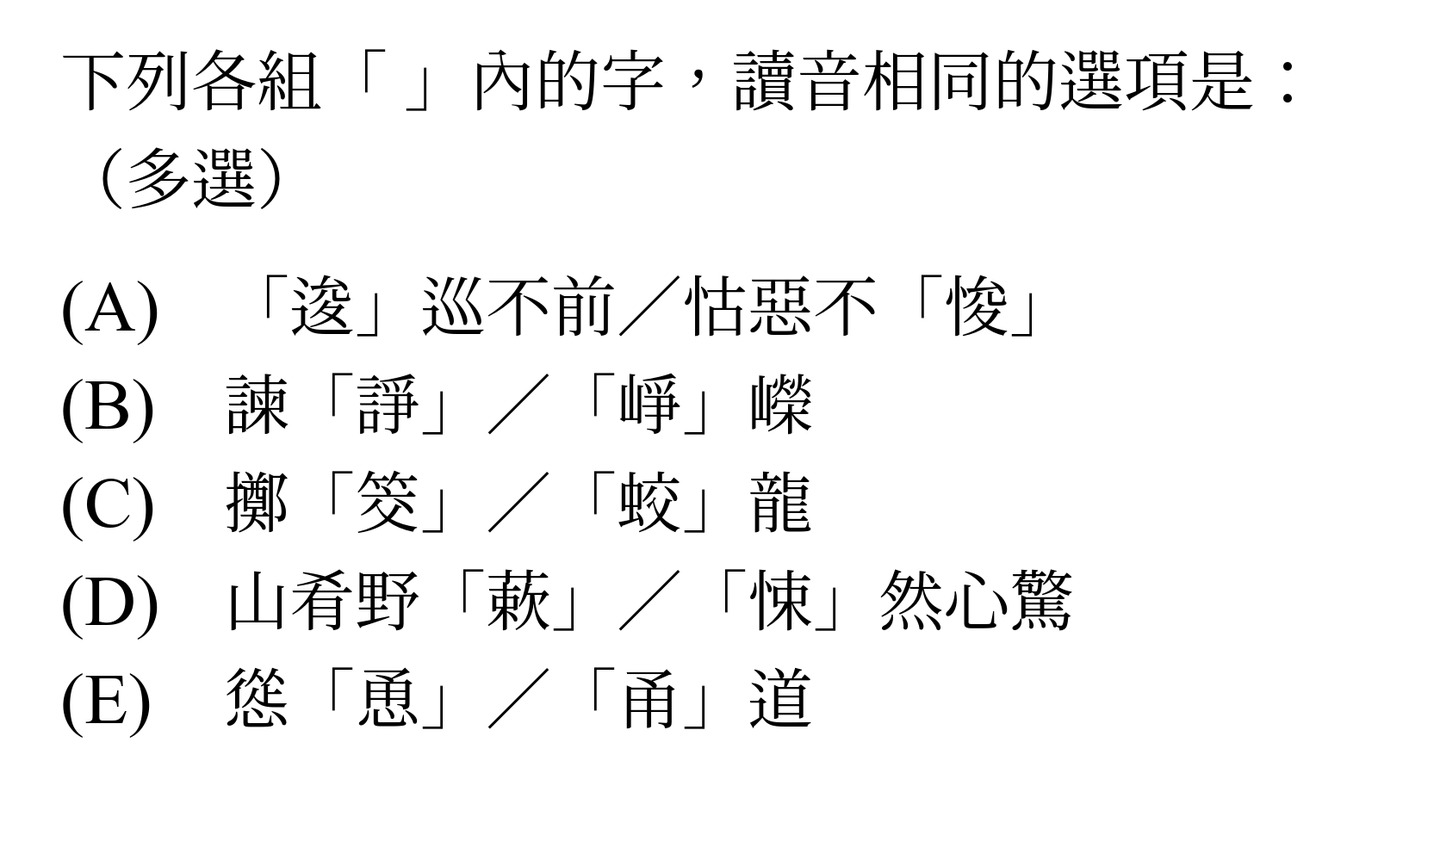 下列各組「 」內的字，讀音相同的選項是：
（多選）
(A) 「逡」巡不前／怙惡不「悛」
(B) 諫「諍」／「崢」嶸
(C) 擲「筊」／「蛟」龍
(D) 山肴野「蔌」／「悚」然心驚
(E) 慫「恿」／「甬」道